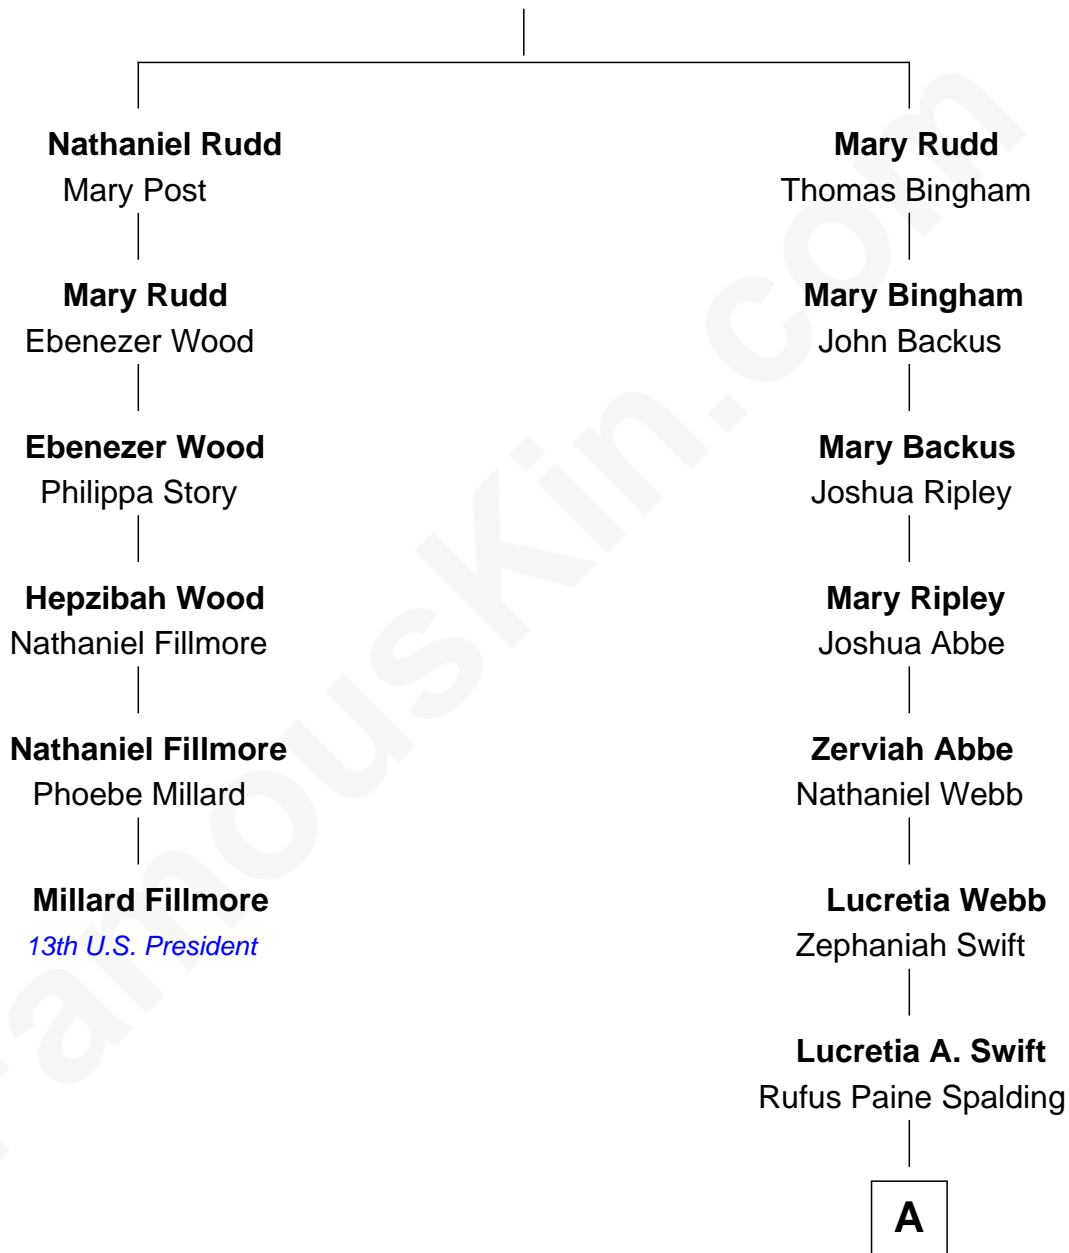 Nathaniel Rudd
Mary Post
Mary Rudd
Ebenezer Wood
Ebenezer Wood
Philippa Story
Hepzibah Wood
Nathaniel Fillmore
Nathaniel Fillmore
Phoebe Millard
Millard Fillmore
13th U.S. President
Mary Rudd
Thomas Bingham
Mary Bingham
John Backus
Mary Backus
Joshua Ripley
Mary Ripley
Joshua Abbe
Zerviah Abbe
Nathaniel Webb
Lucretia Webb
Zephaniah Swift
Lucretia A. Swift
Rufus Paine Spalding
A
FamousKin.com